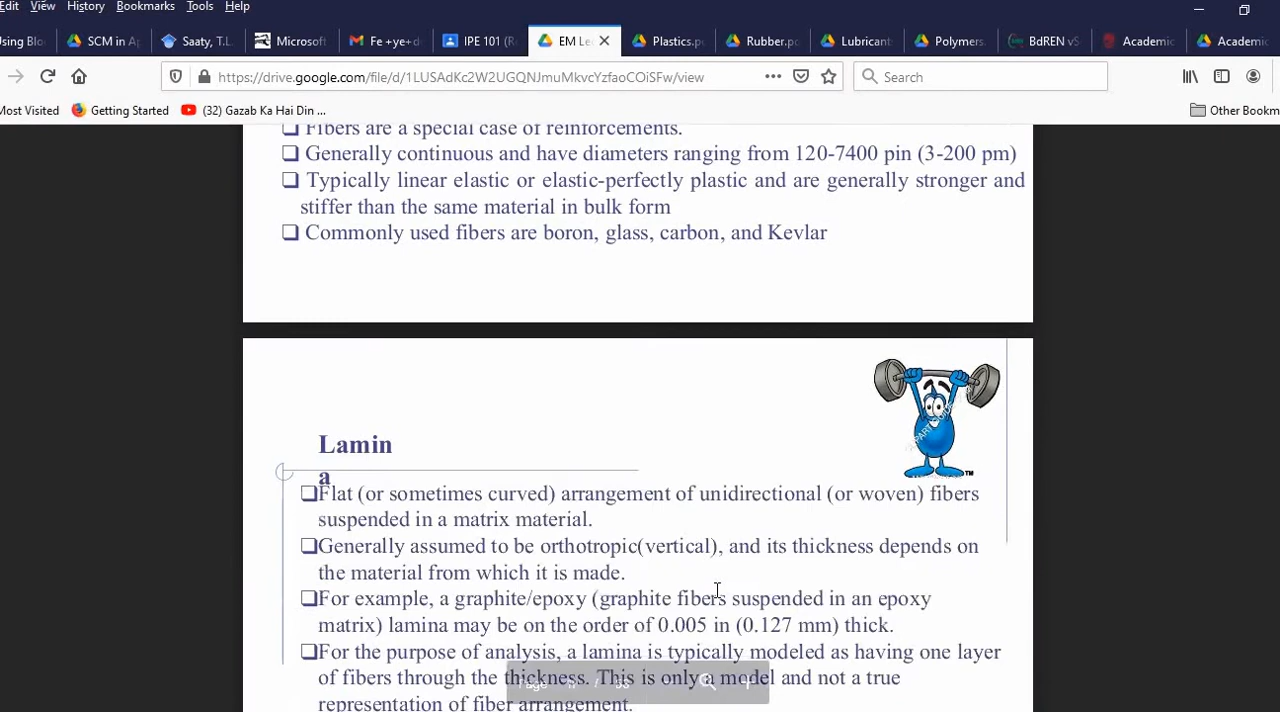 Edit View History Bookmarks Tools Help
Using Blo SCM in Ap Saaty, T.L. Microsoft Fe +ye+d IPE 101 (R EM Le Plastics.p Rubber.p Lubricant Polymers. BdREN vS Academic Academic
https://drive.google.com/file/d/1LUSAdKc2W2UGQNJmuMkvcYzfaoCOiSFw/view Search
Most Visited Getting Started (32) Gazab Ka Hai Din ... Other Bookm
❑ Fibers are a special case of reinforcements.
❑ Generally continuous and have diameters ranging from 120-7400 pin (3-200 pm)
❑ Typically linear elastic or elastic-perfectly plastic and are generally stronger and
stiffer than the same material in bulk form
❑ Commonly used fibers are boron, glass, carbon, and Kevlar
Lamin
a
❑Flat (or sometimes curved) arrangement of unidirectional (or woven) fibers
suspended in a matrix material.
❑Generally assumed to be orthotropic(vertical), and its thickness depends on
the material from which it is made.
❑For example, a graphite/epoxy (graphite fibers suspended in an epoxy
matrix) lamina may be on the order of 0.005 in (0.127 mm) thick.
❑For the purpose of analysis, a lamina is typically modeled as having one layer
of fibers through the thickness. This is only a model and not a true
representation of fiber arrangement.
Page /